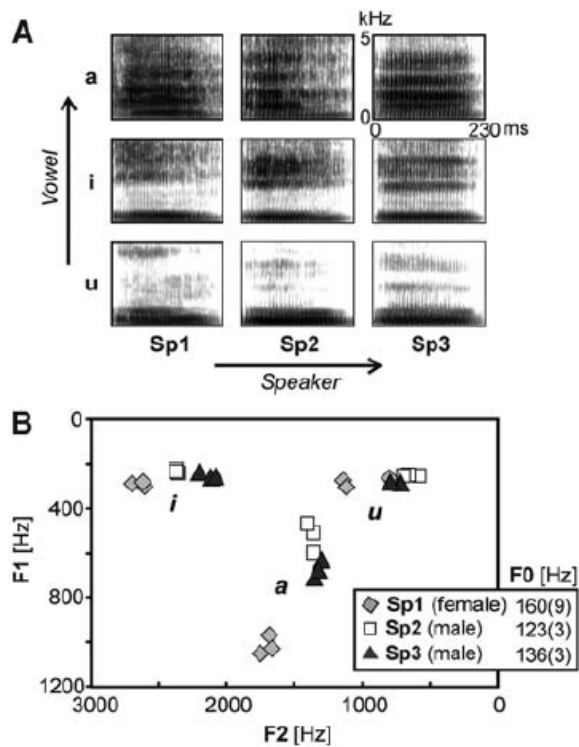 A
kHz
5
a
0
0 230 ms
Vowel
i
u
Sp1 Sp2 Sp3
Speaker
B
0
400
i
u
F1 [Hz]
F0 [Hz]
a
800
Sp1 (female) 160(9)
Sp2 (male) 123(3)
Sp3 (male) 136(3)
1200
3000 2000 1000 0
F2 [Hz]